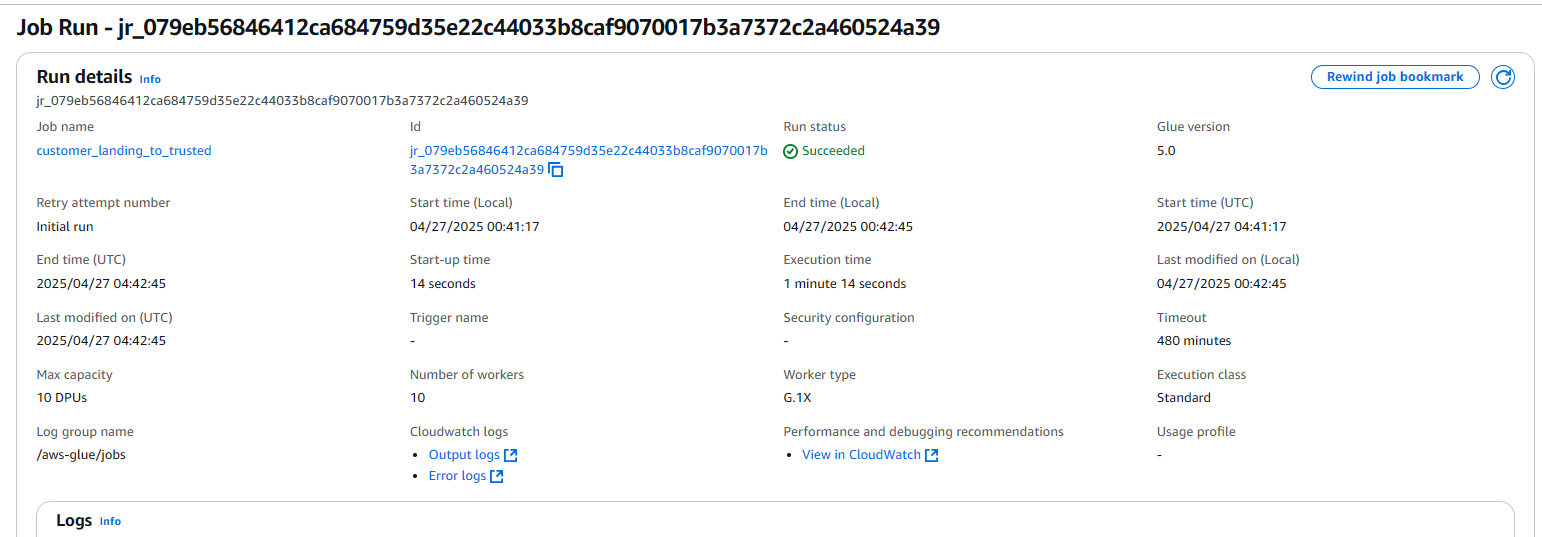 Job Run - jr_079eb56846412ca684759d35e22c44033b8caf9070017b3a7372c2a460524a39
Run details Info
Rewind job bookmark
jr_079eb56846412ca684759d35e22c44033b8caf9070017b3a7372c2a460524a39
Job name
customer_landing_to_trusted
Id
jr_079eb56846412ca684759d35e22c44033b8caf9070017b
3a7372c2a460524a39
Run status
Succeeded
Glue version
5.0
Retry attempt number
Initial run
Start time (Local)
04/27/2025 00:41:17
End time (Local)
04/27/2025 00:42:45
Start time (UTC)
2025/04/27 04:41:17
End time (UTC)
2025/04/27 04:42:45
Start-up time
14 seconds
Execution time
1 minute 14 seconds
Last modified on (Local)
04/27/2025 00:42:45
Last modified on (UTC)
2025/04/27 04:42:45
Trigger name
-
Security configuration
-
Timeout
480 minutes
Max capacity
10 DPUs
Number of workers
10
Worker type
G.1X
Execution class
Standard
Log group name
/aws-glue/jobs
Cloudwatch logs
• Output logs
• Error logs
Performance and debugging recommendations
• View in CloudWatch
Usage profile
-
Logs Info